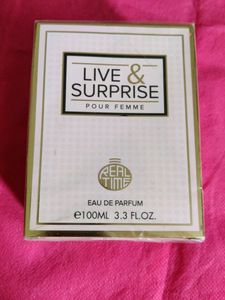 LIVE &
SURPRISE
POUR FEMME
REAL
TIME
EAU DE PARFUM
℮100ML 3.3 FL.OZ.